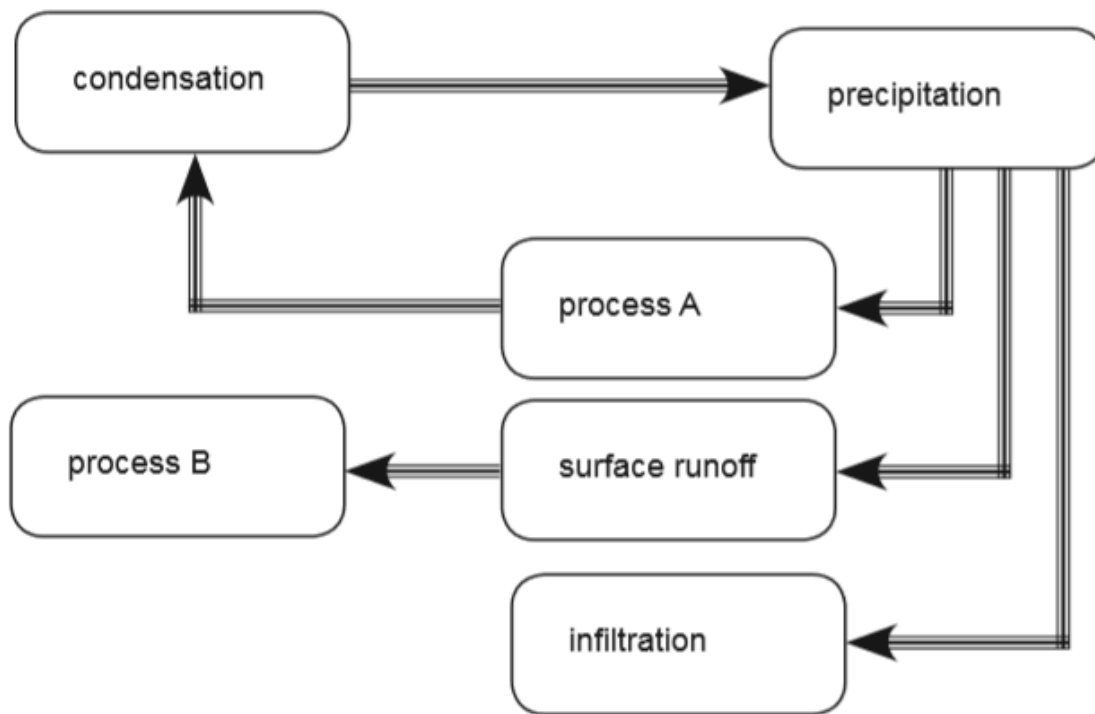 condensation
precipitation
process A
process B
surface runoff
infiltration